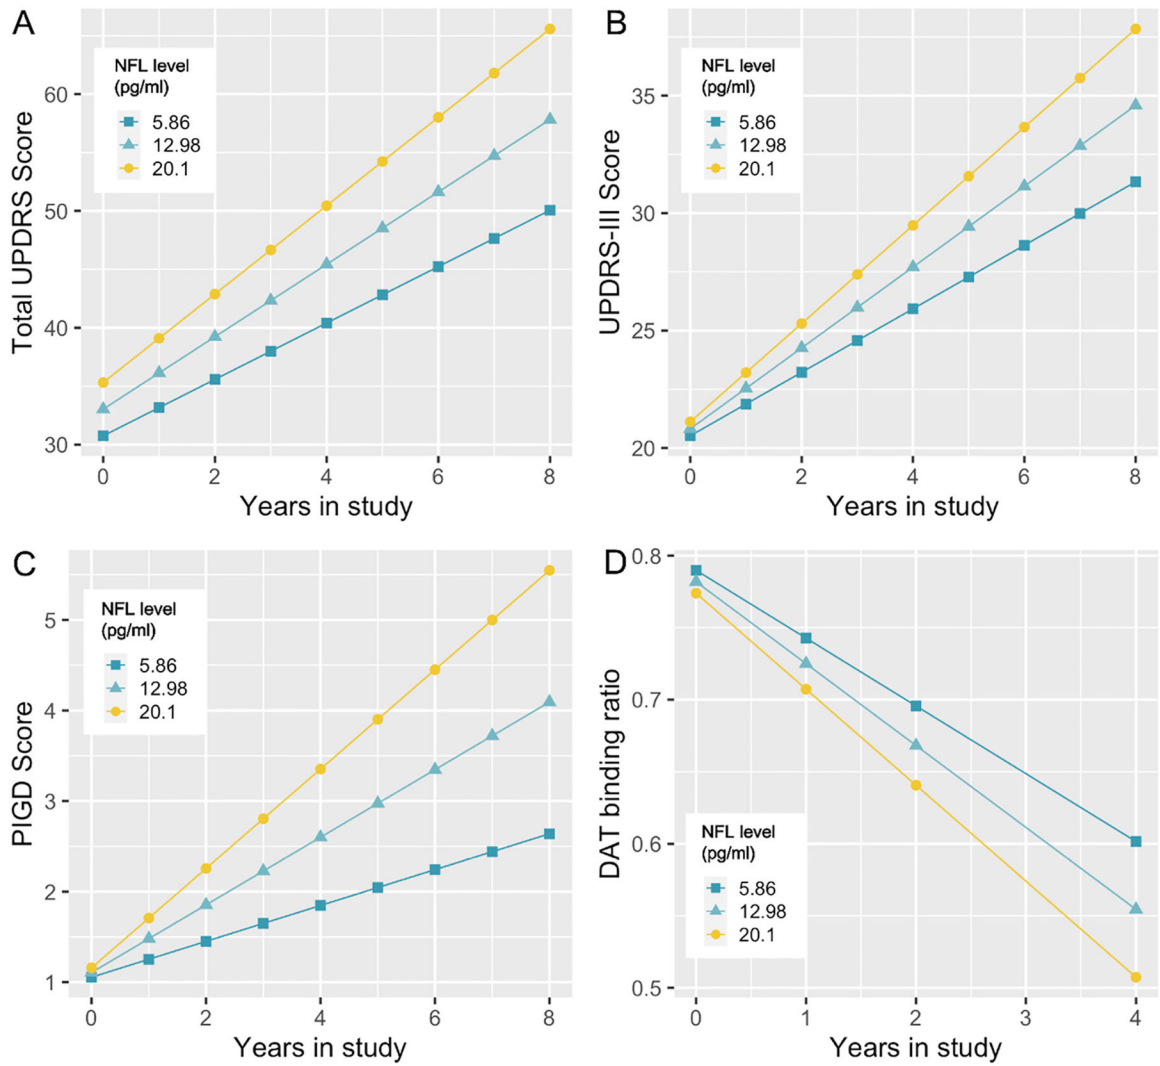 A
NFL level
(pg/ml)
5.86
12.98
20.1
Total UPDRS Score
60
50
40
30
0 2 4 6 8
Years in study
B
NFL level
(pg/ml)
5.86
12.98
20.1
UPDRS-III Score
35
30
25
20
0 2 4 6 8
Years in study
C
NFL level
(pg/ml)
5.86
12.98
20.1
PIGD Score
5
4
3
2
1
0 2 4 6 8
Years in study
D
0.8
0.7
0.6
0.5
DAT binding ratio
NFL level
(pg/ml)
5.86
12.98
20.1
0 1 2 3 4
Years in study